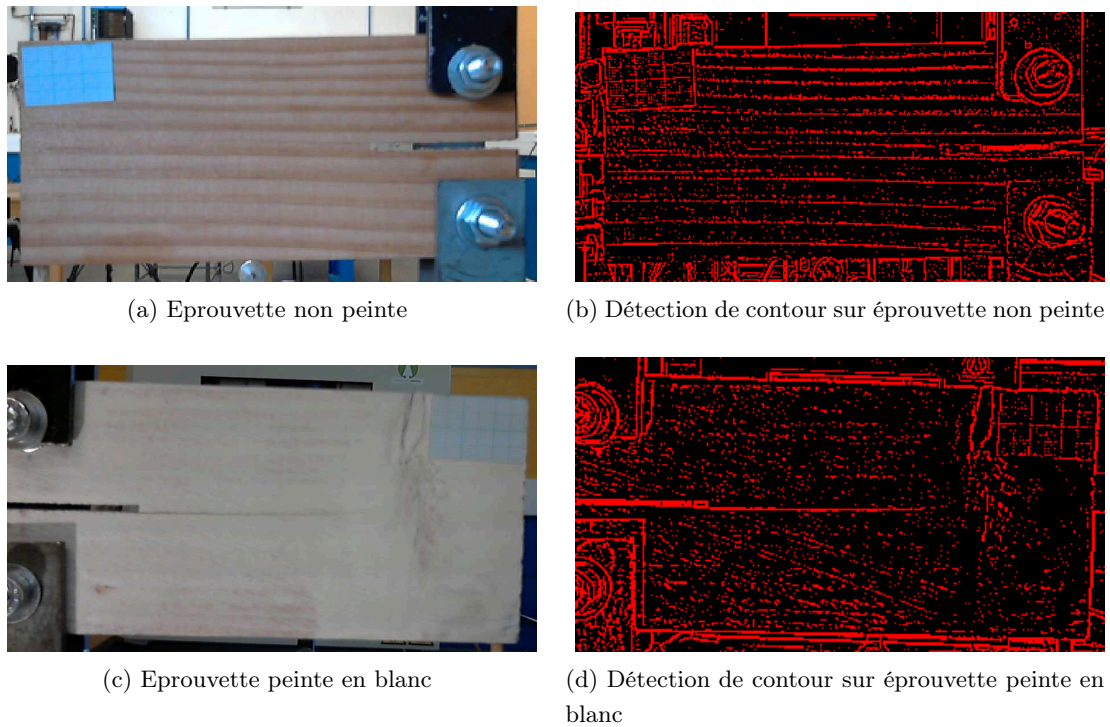 (a) Eprouvette non peinte
(b) Détection de contour sur éprouvette non peinte
(c) Eprouvette peinte en blanc
(d) Détection de contour sur éprouvette peinte en
blanc